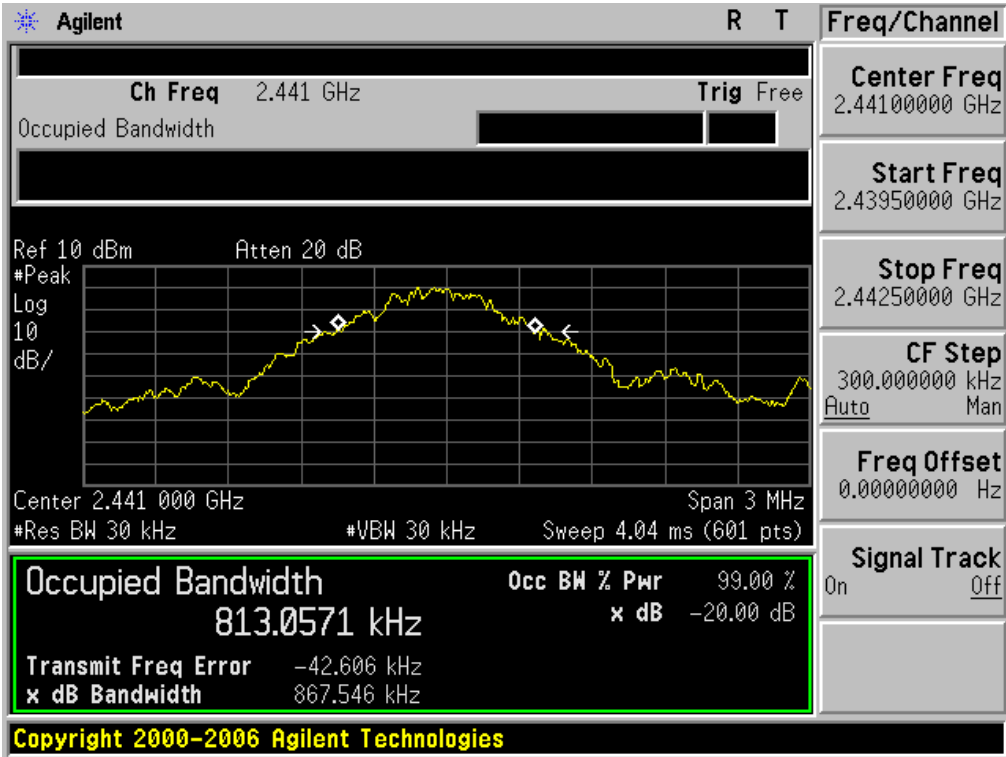 Agilent R T Freq/Channel
Ch Freq 2.441 GHz Trig Free
Occupied Bandwidth
Center Freq
2.44100000 GHz
Start Freq
2.43950000 GHz
Stop Freq
2.44250000 GHz
CF Step
300.000000 kHz
Auto Man
Freq Offset
0.00000000 Hz
Signal Track
On Off
Ref 10 dBm Atten 20 dB
#Peak
Log
10
dB/
Center 2.441 000 GHz Span 3 MHz
#Res BW 30 kHz #VBW 30 kHz Sweep 4.04 ms (601 pts)
Occupied Bandwidth
813.0571 kHz
Occ BW % Pwr 99.00 %
x dB -20.00 dB
Transmit Freq Error -42.606 kHz
x dB Bandwidth 867.546 kHz
Copyright 2000-2006 Agilent Technologies